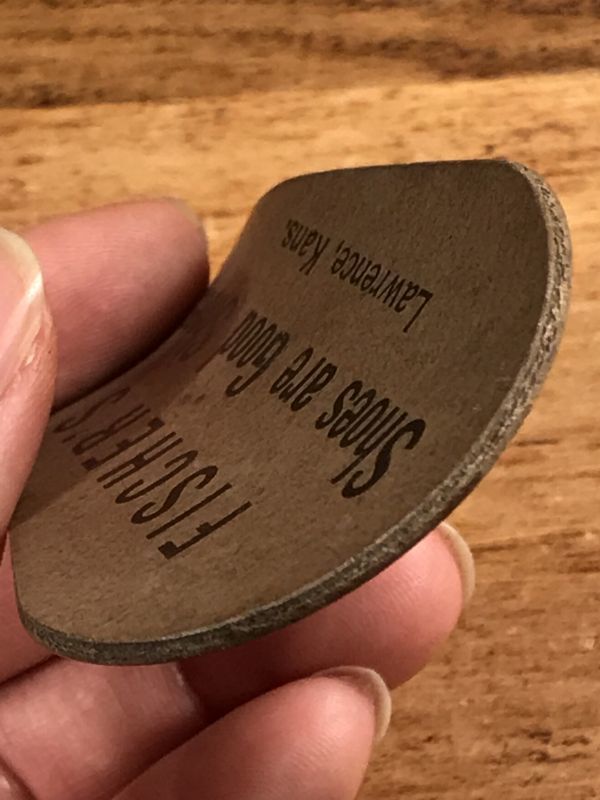 FISCHER'S
Shoes are Good
Lawrence, Kans.